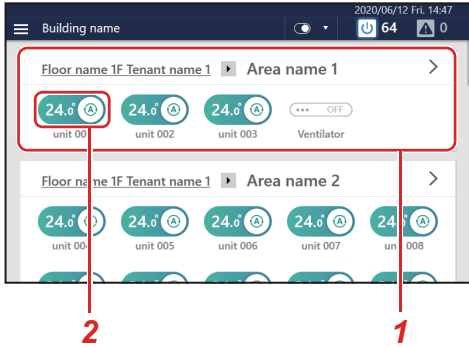 2020/06/12 Fri. 14:47
Building name 64 0
Floor name 1F Tenant name 1 Area name 1
24.0° A 24.0° A 24.0° A OFF
unit 00 unit 002 unit 003 Ventilator
Floor name 1F Tenant name 1 Area name 2
24.0° A 24.0° A 24.0° A 24.0° A 24.0° A
unit 004 unit 005 unit 006 unit 007 unit 008
2 1